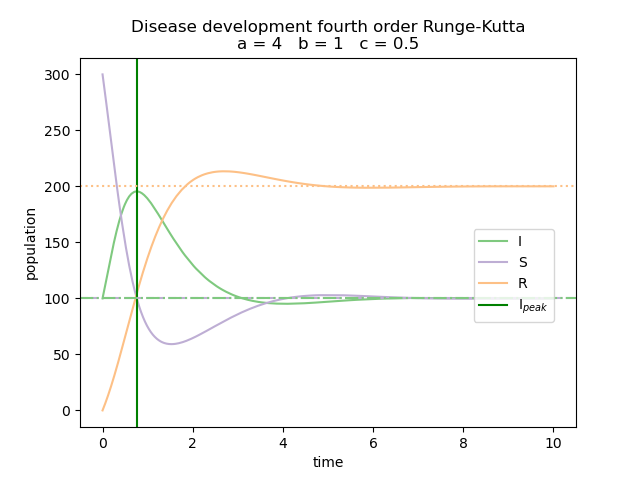 Disease development fourth order Runge-Kutta
a = 4   b = 1   c = 0.5
300
250
200
150
100
50
0
population
I
S
R
I_peak
0 2 4 6 8 10
time